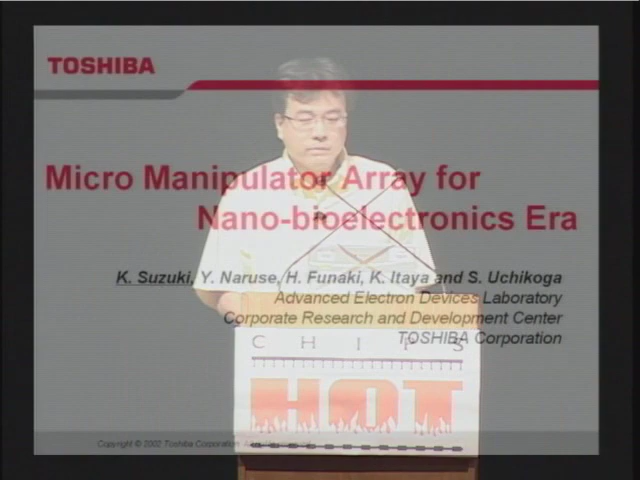 TOSHIBA
Micro Manipulator Array for
Nano-bioelectronics Era
K. Suzuki, Y. Naruse, H. Funaki, K. Itaya and S. Uchikoga
Advanced Electron Devices Laboratory
Corporate Research and Development Center
TOSHIBA Corporation
CHIPS
HOT
Copyright © 2002 Toshiba Corporation.